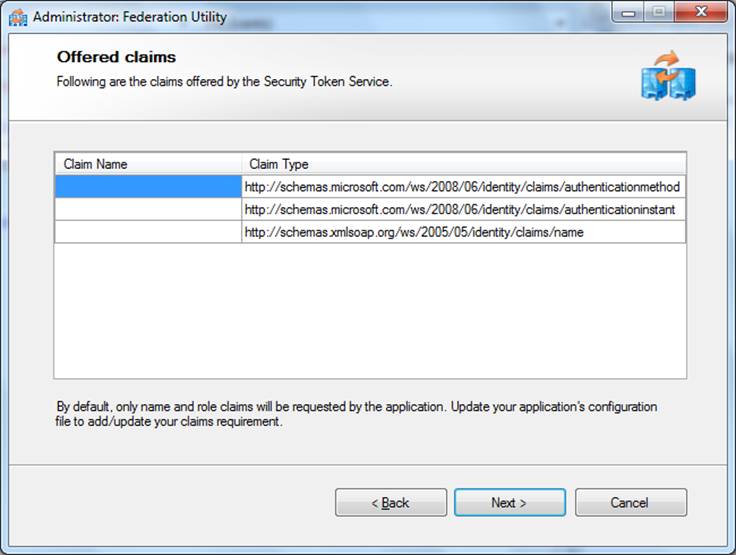 Administrator: Federation Utility
Offered claims
Following are the claims offered by the Security Token Service.
Claim Name Claim Type
http://schemas.microsoft.com/ws/2008/06/identity/claims/authenticationmethod
http://schemas.microsoft.com/ws/2008/06/identity/claims/authenticationinstant
http://schemas.xmlsoap.org/ws/2005/05/identity/claims/name
By default, only name and role claims will be requested by the application. Update your application's configuration
file to add/update your claims requirement.
< Back Next > Cancel